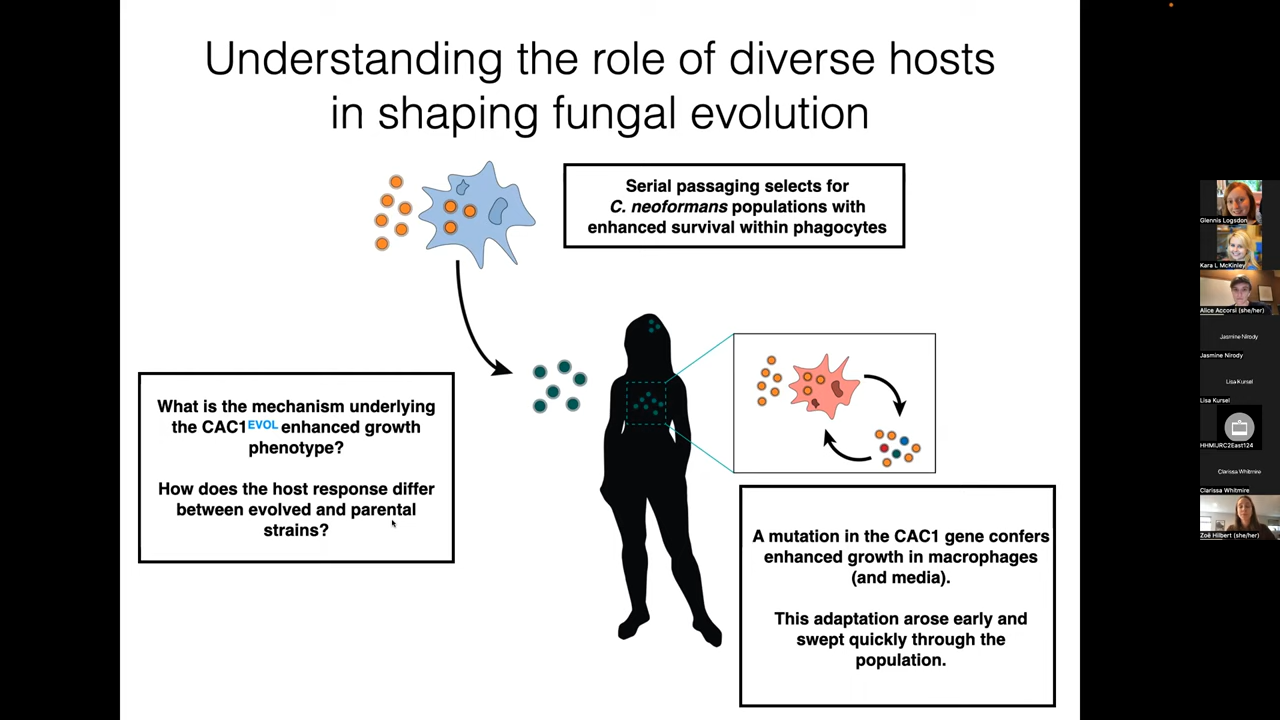 Understanding the role of diverse hosts
in shaping fungal evolution
Serial passaging selects for
C. neoformans populations with
enhanced survival within phagocytes
What is the mechanism underlying
the CAC1EVOL enhanced growth
phenotype?
How does the host response differ
between evolved and parental
strains?
A mutation in the CAC1 gene confers
enhanced growth in macrophages
(and media).
This adaptation arose early and
swept quickly through the
population.
Glennis Logsdon
Kara L McKinley
Alice Accorsi (she/her)
Jasmine Nirody
Jasmine Nirody
Lisa Kursel
Lisa Kursel
HHMIJRC2East124
Clarissa Whitmire
Clarissa Whitmire
Zoë Hilbert (she/her)